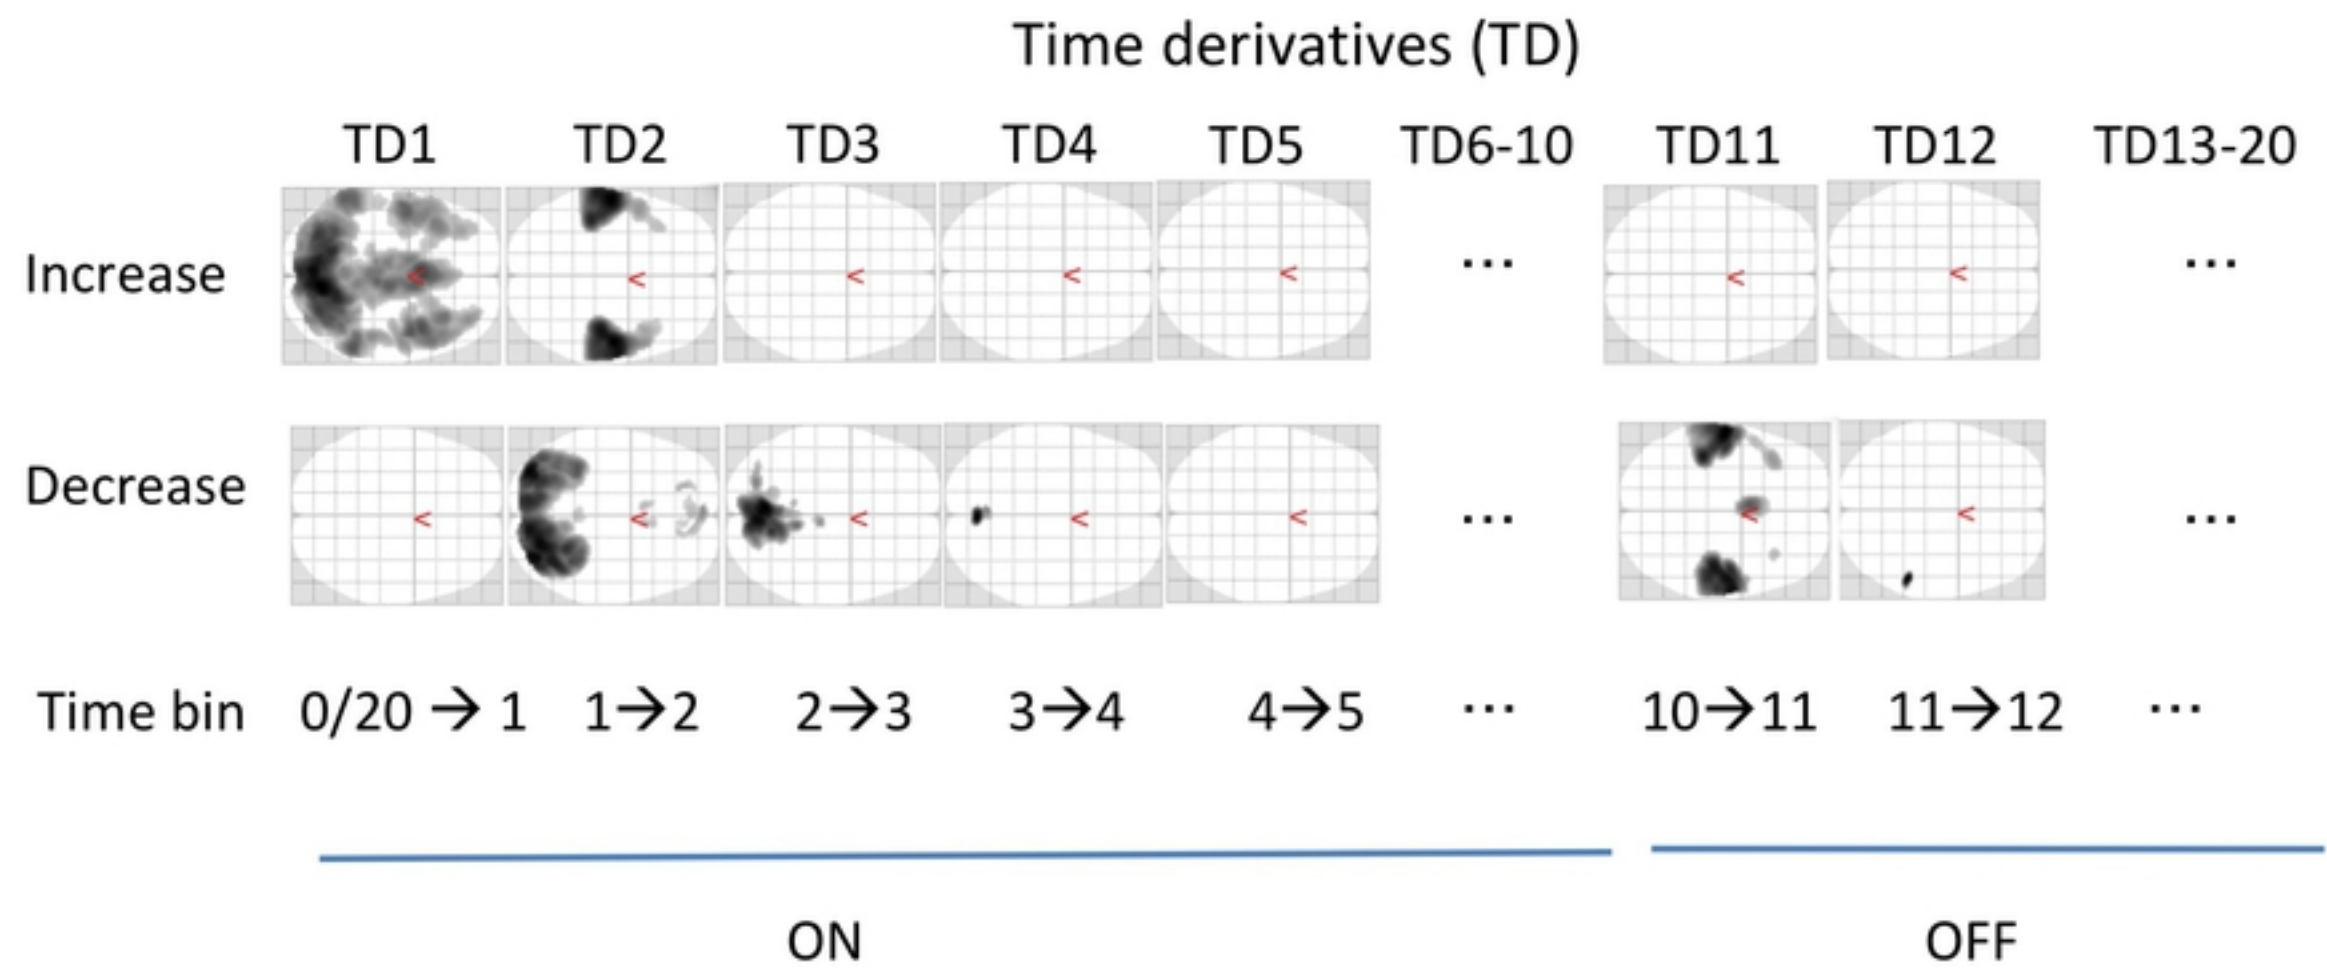 Time derivatives (TD)
TD1 TD2 TD3 TD4 TD5 TD6-10 TD11 TD12 TD13-20
Increase < < < < < ... < < ...
Decrease < < < < < ... < < ...
Time bin 0/20 → 1 1→2 2→3 3→4 4→5 ... 10→11 11→12 ...
ON OFF